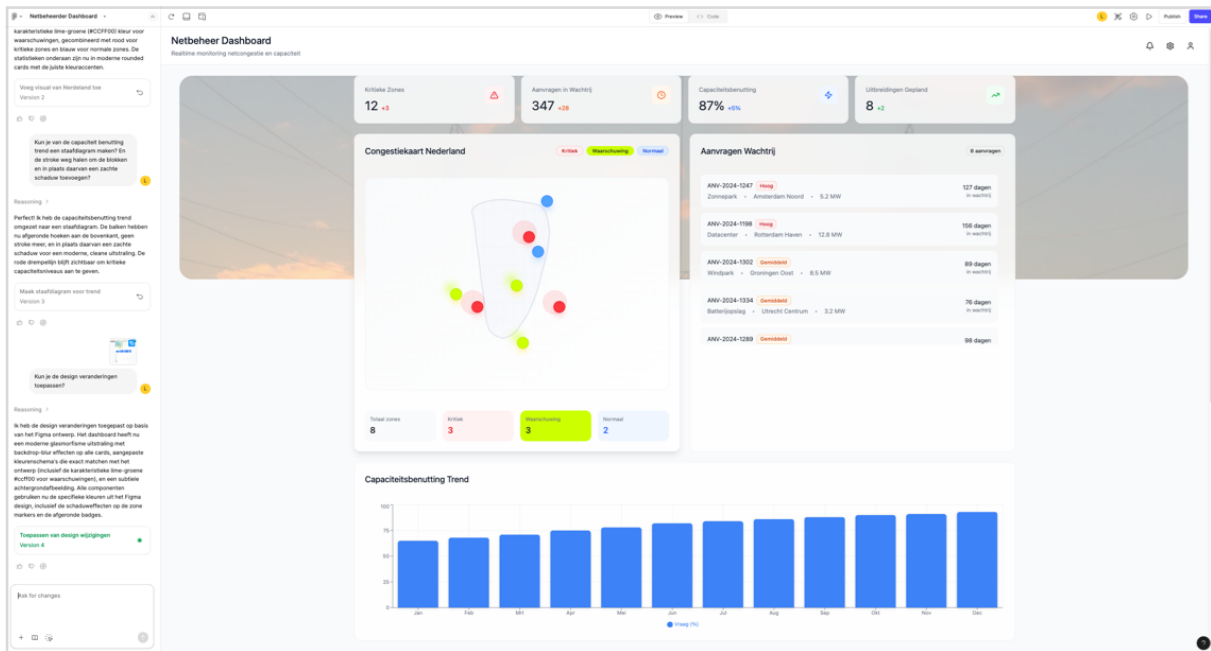 Netbeheerder Dashboard
Preview
Code
L
Publish
Share
karakteristieke lime-groene (#CCFF00) kleur voor
waarschuwingen, gecombineerd met rood voor
kritieke zones en blauw voor normale zones. De
statistieken onderaan zijn nu in moderne rounded
cards met de juiste kleuraccenten.
Voeg visual van Nerdeland toe
Version 2
Kun je van de capaciteit benutting
trend een staafdiagram maken? En
de stroke weg halen om de blokken
en in plaats daarvan een zachte
schaduw toevoegen?
L
Reasoning
Perfect! Ik heb de capaciteitsbenutting trend
omgezet naar een staafdiagram. De balken hebben
nu afgeronde hoeken aan de bovenkant, geen
stroke meer, en in plaats daarvan een zachte
schaduw voor een moderne, cleane uitstraling. De
rode drempellijn blijft zichtbaar om kritieke
capaciteitsniveaus aan te geven.
Maak staafdiagram voor trend
Version 3
Kun je de design veranderingen
toepassen?
L
Reasoning
Ik heb de design veranderingen toegepast op basis
van het Figma ontwerp. Het dashboard heeft nu
een moderne glasmorfisme uitstraling met
backdrop-blur effecten op alle cards, aangepaste
kleurenschema's die exact matchen met het
ontwerp (inclusief de karakteristieke lime-groene
#ccff00 voor waarschuwingen), en een subtiele
achtergrondafbeelding. Alle componenten
gebruiken nu de specifieke kleuren uit het Figma
design, inclusief de schaduweffecten op de zone
markers en de afgeronde badges.
Toepassen van design wijzigingen
Version 4
Ask for changes
Netbeheer Dashboard
Realtime monitoring netcongestie en capaciteit
Kritieke Zones
12 +3
Aanvragen in Wachtrij
347 +28
Capaciteitsbenutting
87% +5%
Uitbreidingen Gepland
8 +2
Congestiekaart Nederland
Kritiek
Waarschuwing
Normaal
Totaal zones
8
Kritiek
3
Waarschuwing
3
Normaal
2
Aanvragen Wachtrij
8 aanvragen
ANV-2024-1247 Hoog 127 dagen
Zonnepark • Amsterdam Noord • 5.2 MW in wachtrij
ANV-2024-1198 Hoog 156 dagen
Datacenter • Rotterdam Haven • 12.8 MW in wachtrij
ANV-2024-1302 Gemiddeld 89 dagen
Windpark • Groningen Oost • 8.5 MW in wachtrij
ANV-2024-1334 Gemiddeld 76 dagen
Batterijopslag • Utrecht Centrum • 3.2 MW in wachtrij
ANV-2024-1289 Gemiddeld 98 dagen
Capaciteitsbenutting Trend
100
75
50
25
0
Jan Feb Mrt Apr Mei Jun Jul Aug Sep Okt Nov Dec
Vraag (%)
?